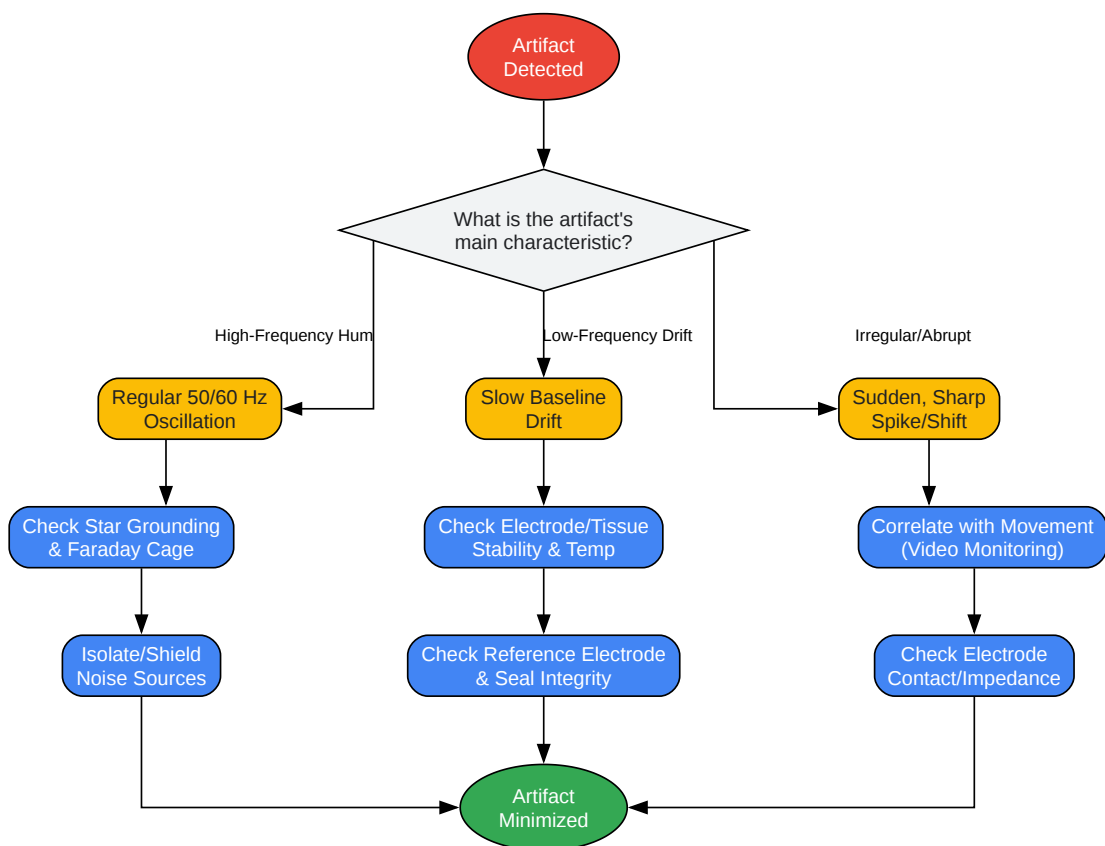 Artifact
Detected
What is the artifact's
main characteristic?
High-Frequency Hum
Low-Frequency Drift
Irregular/Abrupt
Regular 50/60 Hz
Oscillation
Slow Baseline
Drift
Sudden, Sharp
Spike/Shift
Check Star Grounding
& Faraday Cage
Check Electrode/Tissue
Stability & Temp
Correlate with Movement
(Video Monitoring)
Isolate/Shield
Noise Sources
Check Reference Electrode
& Seal Integrity
Check Electrode
Contact/Impedance
Artifact
Minimized